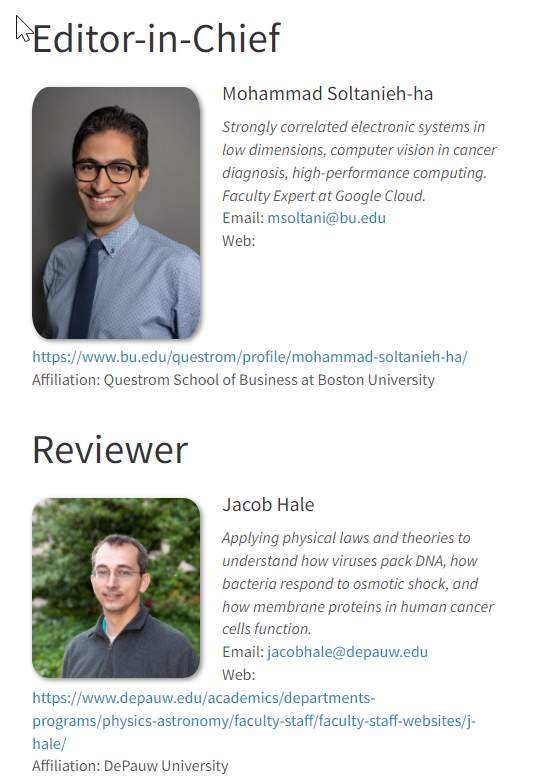 Editor-in-Chief
Mohammad Soltanieh-ha
Strongly correlated electronic systems in
low dimensions, computer vision in cancer
diagnosis, high-performance computing.
Faculty Expert at Google Cloud.
Email: msoltani@bu.edu
Web:
https://www.bu.edu/questrom/profile/mohammad-soltanieh-ha/
Affiliation: Questrom School of Business at Boston University
Reviewer
Jacob Hale
Applying physical laws and theories to
understand how viruses pack DNA, how
bacteria respond to osmotic shock, and
how membrane proteins in human cancer
cells function.
Email: jacobhale@depauw.edu
Web:
https://www.depauw.edu/academics/departments-
programs/physics-astronomy/faculty-staff/faculty-staff-websites/j-
hale/
Affiliation: DePauw University